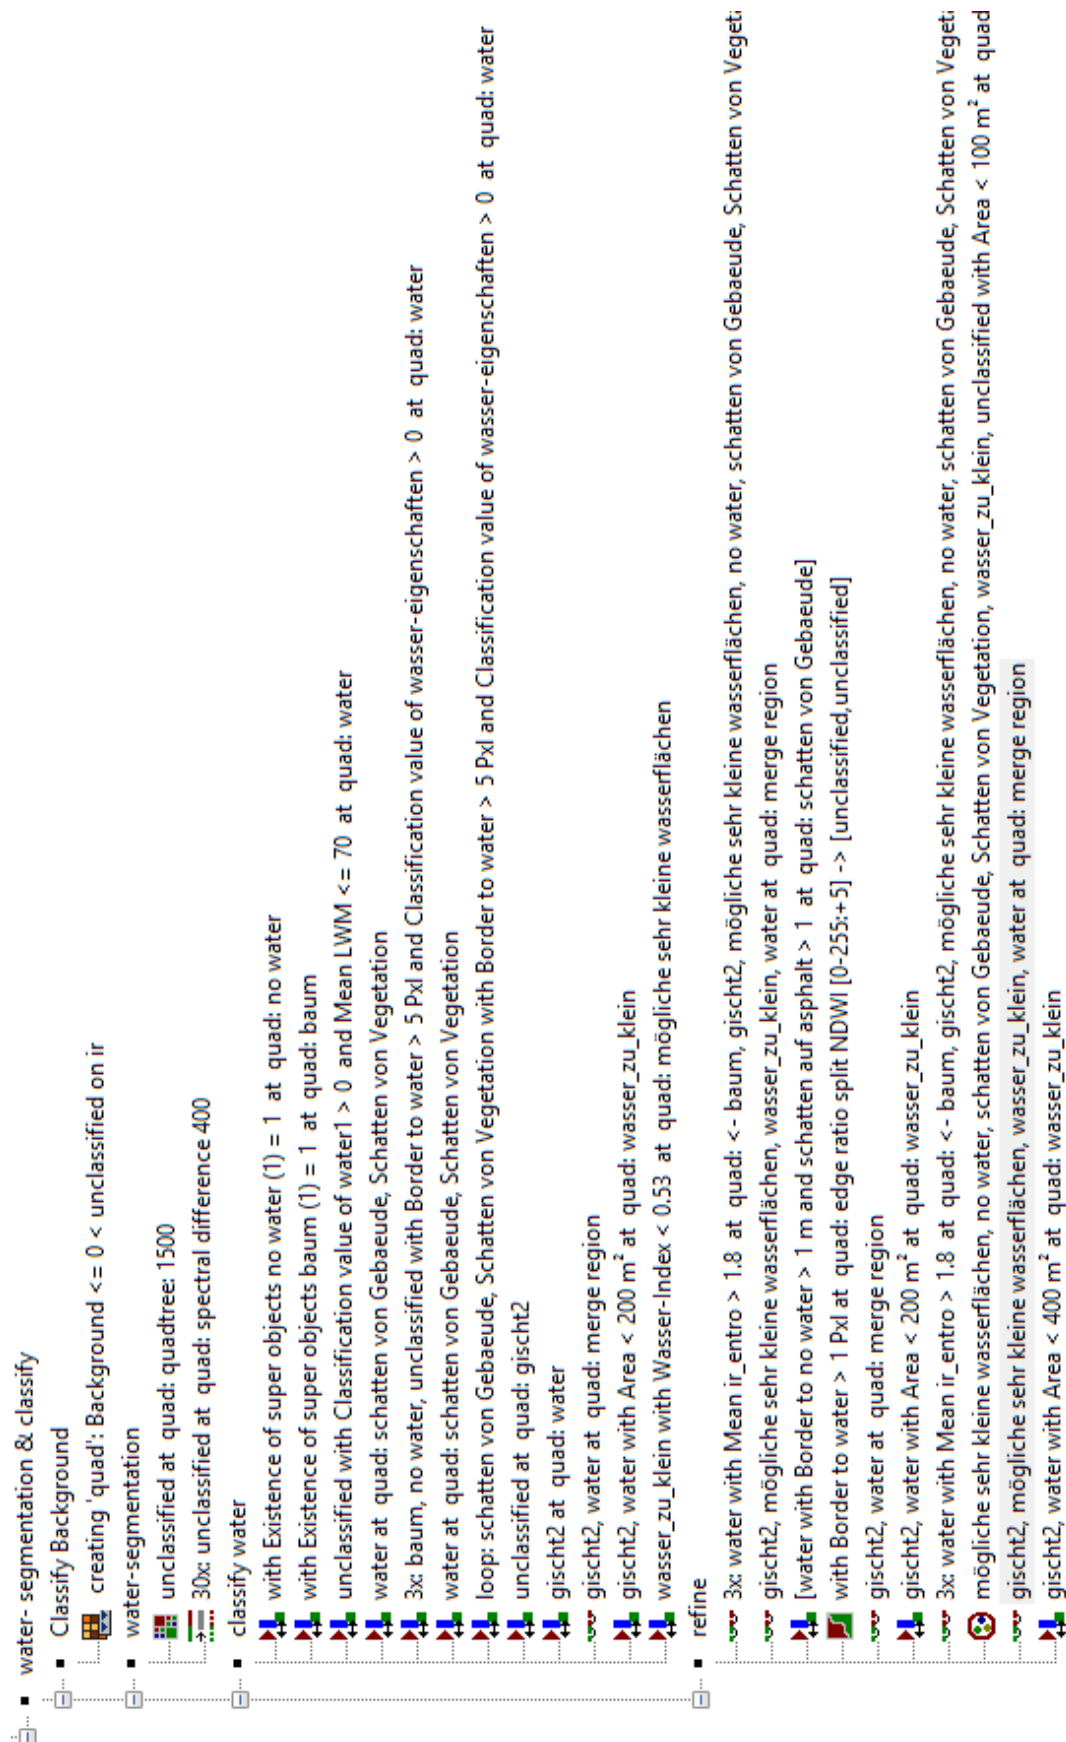 water- segmentation & classify
Classify Background
creating 'quad': Background <= 0 < unclassified on ir
water-segmentation
unclassified at quad: quadtree: 1500
30x: unclassified at quad: spectral difference 400
classify water
with Existence of super objects no water (1) = 1 at quad: no water
with Existence of super objects baum (1) = 1 at quad: baum
unclassified with Classification value of water1 > 0 and Mean LWM <= 70 at quad: water
water at quad: schatten von Gebaeude, Schatten von Vegetation
3x: baum, no water, unclassified with Border to water > 5 Pxl and Classification value of wasser-eigenschaften > 0 at quad: water
water at quad: schatten von Gebaeude, Schatten von Vegetation
loop: schatten von Gebaeude, Schatten von Vegetation with Border to water > 5 Pxl and Classification value of wasser-eigenschaften > 0 at quad: water
unclassified at quad: gischt2
gischt2 at quad: water
gischt2, water at quad: merge region
gischt2, water with Area < 200 m² at quad: wasser_zu_klein
wasser_zu_klein with Wasser-Index < 0.53 at quad: mögliche sehr kleine wasserflächen
refine
3x: water with Mean ir_entro > 1.8 at quad: <- baum, gischt2, mögliche sehr kleine wasserflächen, no water, schatten von Gebaeude, Schatten von Vegeta
gischt2, mögliche sehr kleine wasserflächen, wasser_zu_klein, water at quad: merge region
[water with Border to no water > 1 m and schatten auf asphalt > 1 at quad: schatten von Gebaeude]
with Border to water > 1 Pxl at quad: edge ratio split NDWI [0-255:+5] -> [unclassified,unclassified]
gischt2, water at quad: merge region
gischt2, water with Area < 200 m² at quad: wasser_zu_klein
3x: water with Mean ir_entro > 1.8 at quad: <- baum, gischt2, mögliche sehr kleine wasserflächen, no water, schatten von Gebaeude, Schatten von Vegeta
mögliche sehr kleine wasserflächen, no water, schatten von Gebaeude, Schatten von Vegetation, wasser_zu_klein, unclassified with Area < 100 m² at quad
gischt2, mögliche sehr kleine wasserflächen, wasser_zu_klein, water at quad: merge region
gischt2, water with Area < 400 m² at quad: wasser_zu_klein